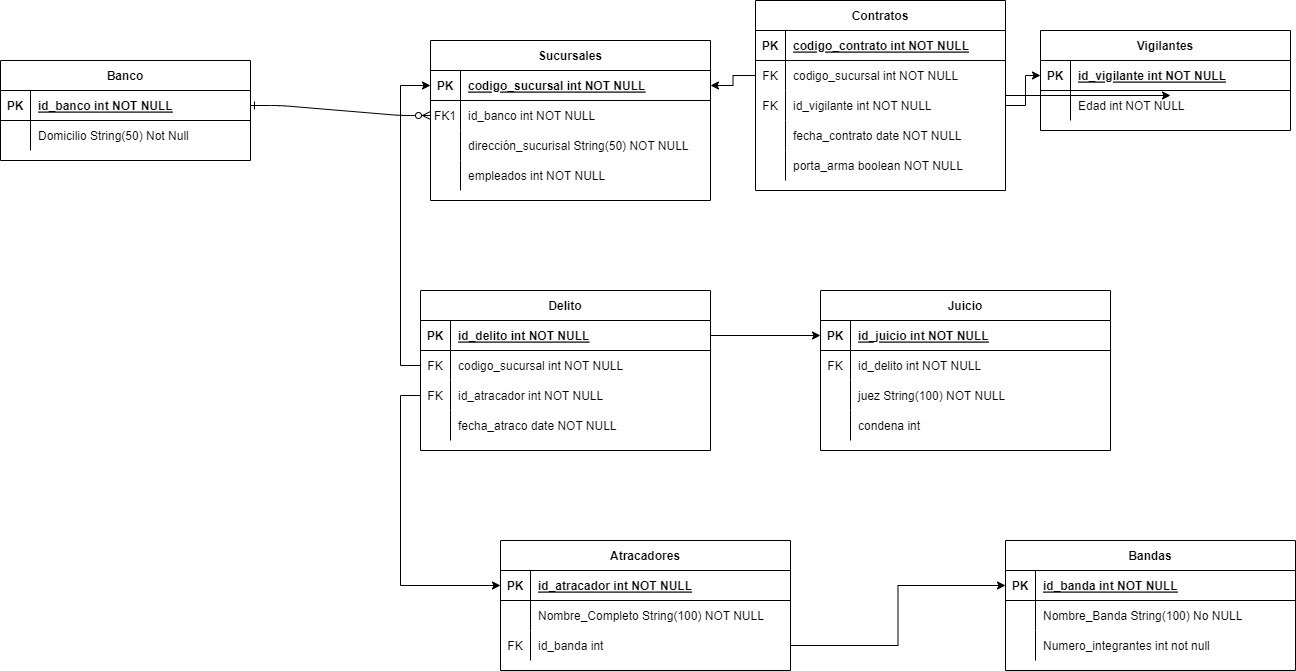 Banco
PK id_banco int NOT NULL
Domicilio String(50) Not Null
Sucursales
PK codigo_sucursal int NOT NULL
FK1 id_banco int NOT NULL
dirección_sucurisal String(50) NOT NULL
empleados int NOT NULL
Contratos
PK codigo_contrato int NOT NULL
FK codigo_sucursal int NOT NULL
FK id_vigilante int NOT NULL
fecha_contrato date NOT NULL
porta_arma boolean NOT NULL
Vigilantes
PK id_vigilante int NOT NULL
Edad int NOT NULL
Delito
PK id_delito int NOT NULL
FK codigo_sucursal int NOT NULL
FK id_atracador int NOT NULL
fecha_atraco date NOT NULL
Juicio
PK id_juicio int NOT NULL
FK id_delito int NOT NULL
juez String(100) NOT NULL
condena int
Atracadores
PK id_atracador int NOT NULL
Nombre_Completo String(100) NOT NULL
FK id_banda int
Bandas
PK id_banda int NOT NULL
Nombre_Banda String(100) No NULL
Numero_integrantes int not null